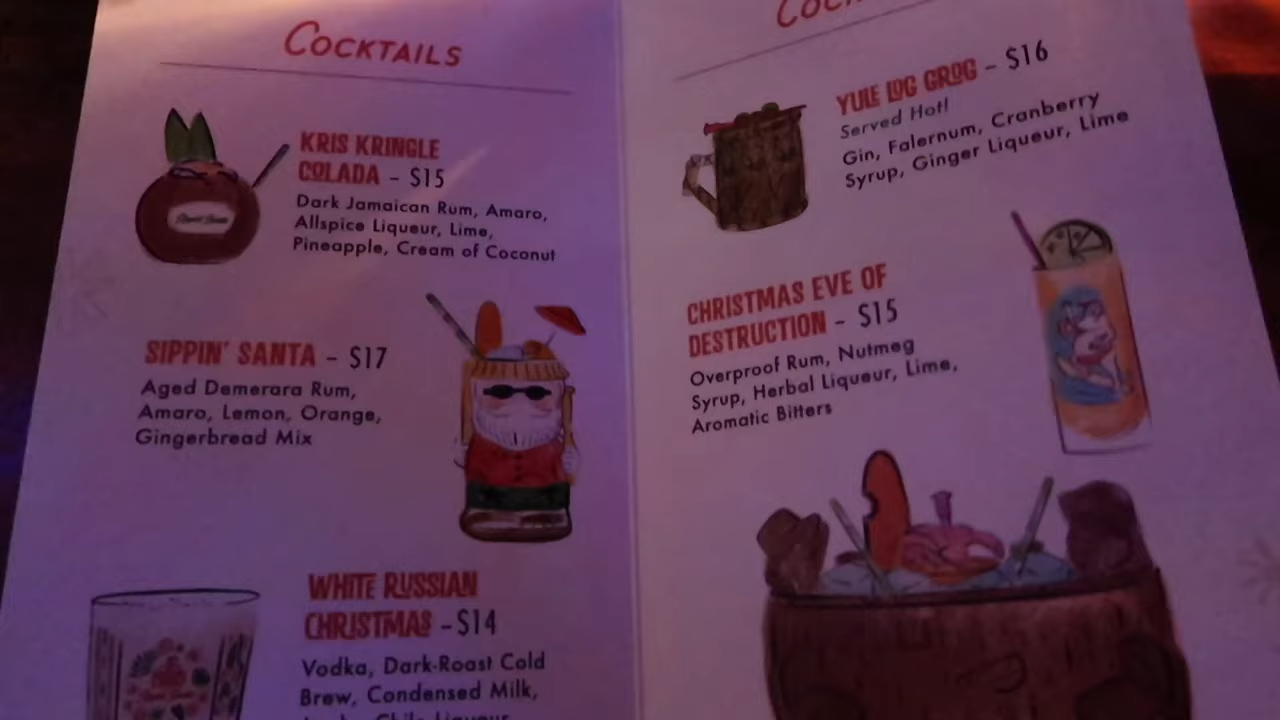 COCKTAILS
KRIS KRINGLE
COLADA – $15
Dark Jamaican Rum, Amaro,
Allspice Liqueur, Lime,
Pineapple, Cream of Coconut
SIPPIN' SANTA – $17
Aged Demerara Rum,
Amaro, Lemon, Orange,
Gingerbread Mix
WHITE RUSSIAN
CHRISTMAS – $14
Vodka, Dark-Roast Cold
Brew, Condensed Milk,
YULE LOG GROG – $16
Served Hot!
Gin, Falernum, Cranberry
Syrup, Ginger Liqueur, Lime
CHRISTMAS EVE OF
DESTRUCTION – $15
Overproof Rum, Nutmeg
Syrup, Herbal Liqueur, Lime,
Aromatic Bitters